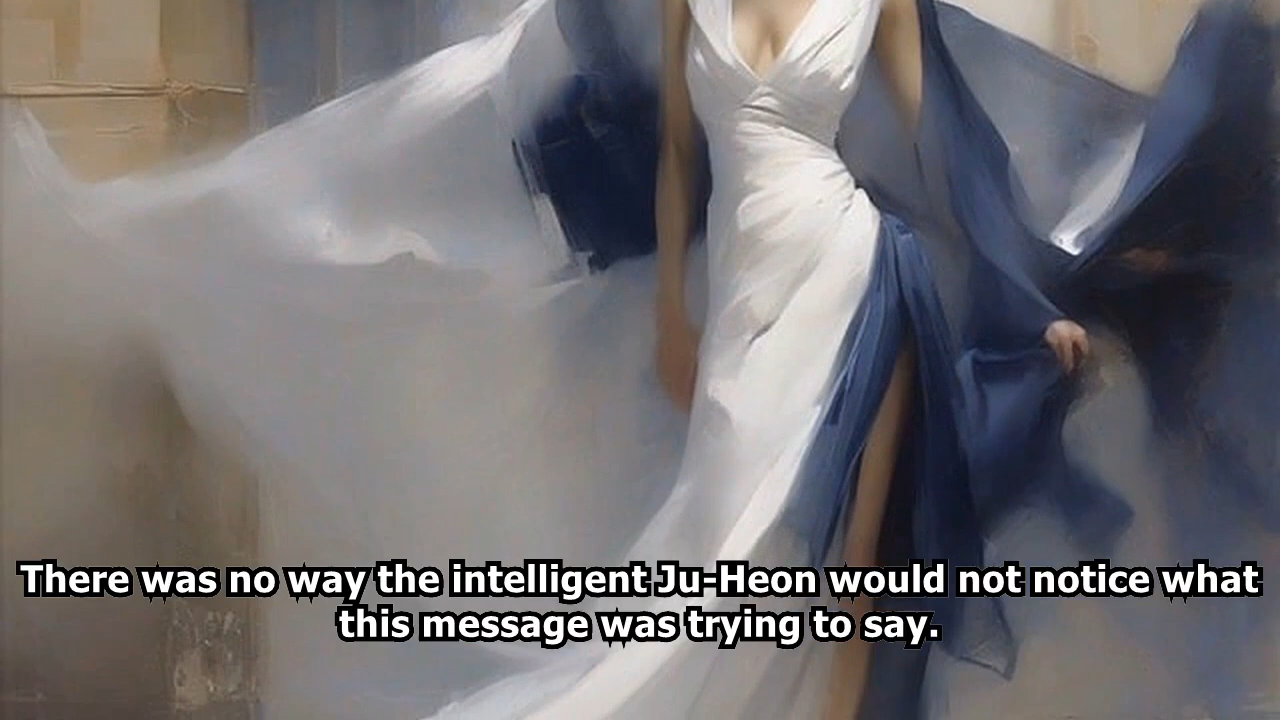 There was no way the intelligent Ju-Heon would not notice what
this message was trying to say.